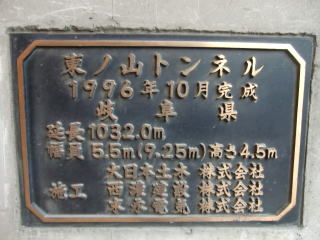 東ノ山トンネル
1996年10月完成
岐阜県
延長1032.0m
幅員5.5m(9.25m)高さ4.5m
施工 大日本土木 株式会社
西濃建設 株式会社
電気 株式会社